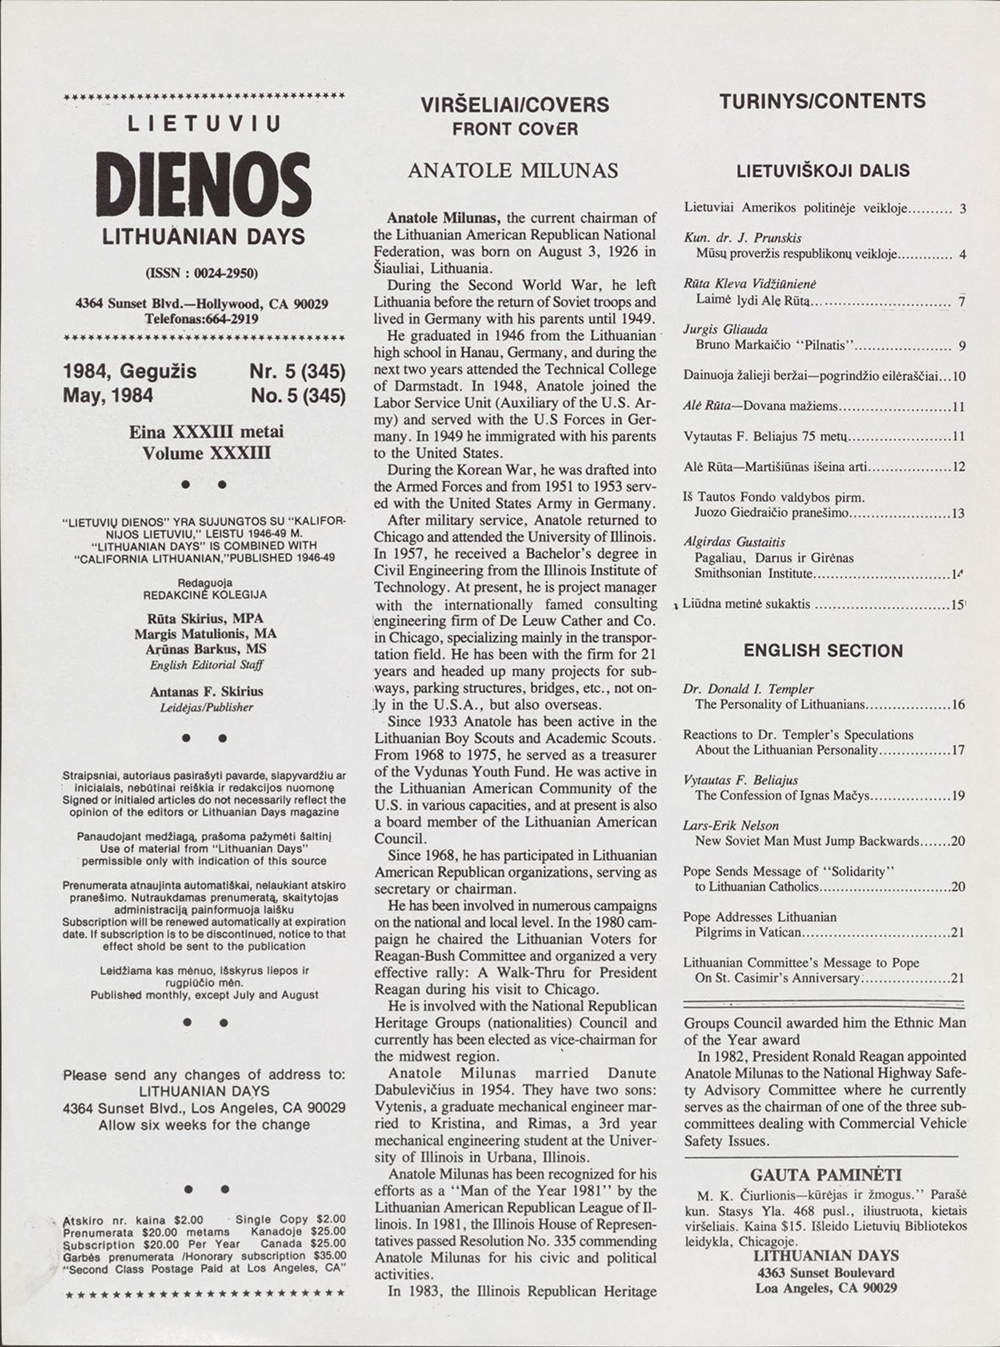 LIETUVIU
DIENOS
LITHUANIAN DAYS
(ISSN : 0024-2950)
4364 Sunset Blvd.—Hollywood, CA 90029
Telefonas:664-2919
1984, Gegužis Nr. 5 (345)
May, 1984 No. 5 (345)
Eina XXXIII metai
Volume XXXIII
"LIETUVIŲ DIENOS" YRA SUJUNGTOS SU "KALIFOR-
NIJOS LIETUVIU," LEISTU 1946-49 M.
"LITHUANIAN DAYS" IS COMBINED WITH
"CALIFORNIA LITHUANIAN,"PUBLISHED 1946-49
Redaguoja
REDAKCINĖ KOLEGIJA
Rūta Skirius, MPA
Margis Matulionis, MA
Arūnas Barkus, MS
English Editorial Staff
Antanas F. Skirius
Leidėjas/Publisher
Straipsniai, autoriaus pasirašyti pavarde, slapyvardžiu ar
inicialais, nebūtinai reiškia ir redakcijos nuomonę
Signed or initialed articles do not necessarily reflect the
opinion of the editors or Lithuanian Days magazine
Panaudojant medžiagą, prašoma pažymėti šaltinį
Use of material from "Lithuanian Days"
permissible only with indication of this source
Prenumerata atnaujinta automatiškai, nelaukiant atskiro
pranešimo. Nutraukdamas prenumeratą, skaitytojas
administraciją painformuoja laišku
Subscription will be renewed automatically at expiration
date. If subscription is to be discontinued, notice to that
effect shold be sent to the publication
Leidžiama kas mėnuo, išskyrus liepos ir
rugpiūčio mėn.
Published monthly, except July and August
Please send any changes of address to:
LITHUANIAN DAYS
4364 Sunset Blvd., Los Angeles, CA 90029
Allow six weeks for the change
Atskiro nr. kaina $2.00 Single Copy $2.00
Prenumerata $20.00 metams Kanadoje $25.00
Subscription $20.00 Per Year Canada $25.00
Garbės prenumerata /Honorary subscription $35.00
"Second Class Postage Paid at Los Angeles, CA"
VIRŠELIAI/COVERS
FRONT COVER
ANATOLE MILUNAS
Anatole Milunas, the current chairman of
the Lithuanian American Republican National
Federation, was born on August 3, 1926 in
Šiauliai, Lithuania.
During the Second World War, he left
Lithuania before the return of Soviet troops and
lived in Germany with his parents until 1949.
He graduated in 1946 from the Lithuanian
high school in Hanau, Germany, and during the
next two years attended the Technical College
of Darmstadt. In 1948, Anatole joined the
Labor Service Unit (Auxiliary of the U.S. Ar-
my) and served with the U.S Forces in Ger-
many. In 1949 he immigrated with his parents
to the United States.
During the Korean War, he was drafted into
the Armed Forces and from 1951 to 1953 serv-
ed with the United States Army in Germany.
After military service, Anatole returned to
Chicago and attended the University of Illinois.
In 1957, he received a Bachelor's degree in
Civil Engineering from the Illinois Institute of
Technology. At present, he is project manager
with the internationally famed consulting
engineering firm of De Leuw Cather and Co.
in Chicago, specializing mainly in the transpor-
tation field. He has been with the firm for 21
years and headed up many projects for sub-
ways, parking structures, bridges, etc., not on-
ly in the U.S.A., but also overseas.
Since 1933 Anatole has been active in the
Lithuanian Boy Scouts and Academic Scouts.
From 1968 to 1975, he served as a treasurer
of the Vydunas Youth Fund. He was active in
the Lithuanian American Community of the
U.S. in various capacities, and at present is also
a board member of the Lithuanian American
Council.
Since 1968, he has participated in Lithuanian
American Republican organizations, serving as
secretary or chairman.
He has been involved in numerous campaigns
on the national and local level. In the 1980 cam-
paign he chaired the Lithuanian Voters for
Reagan-Bush Committee and organized a very
effective rally: A Walk-Thru for President
Reagan during his visit to Chicago.
He is involved with the National Republican
Heritage Groups (nationalities) Council and
currently has been elected as vice-chairman for
the midwest region.
Anatole Milunas married Danute
Dabulevičius in 1954. They have two sons:
Vytenis, a graduate mechanical engineer mar-
ried to Kristina, and Rimas, a 3rd year
mechanical engineering student at the Univer-
sity of Illinois in Urbana, Illinois.
Anatole Milunas has been recognized for his
efforts as a "Man of the Year 1981" by the
Lithuanian American Republican League of Il-
linois. In 1981, the Illinois House of Represen-
tatives passed Resolution No. 335 commending
Anatole Milunas for his civic and political
activities.
In 1983, the Illinois Republican Heritage
TURINYS/CONTENTS
LIETUVIŠKOJI DALIS
Lietuviai Amerikos politinėje veikloje.......... 3
Kun. dr. J. Prunskis
Mūsų proveržis respublikonų veikloje............. 4
Rūta Kleva Vidžiūnienė
Laimė lydi Alę Rūtą................................ 7
Jurgis Gliauda
Bruno Markaičio "Pilnatis"...................... 9
Dainuoja žalieji beržai—pogrindžio eilėraščiai...10
Alė Rūta—Dovana mažiems.........................11
Vytautas F. Beliajus 75 metų.......................11
Alė Rūta—Martišiūnas išeina arti...................12
Iš Tautos Fondo valdybos pirm.
Juozo Giedraičio pranešimo.......................13
Algirdas Gustaitis
Pagaliau, Darius ir Girėnas
Smithsonian Institute...............................14
Liūdna metinė sukaktis ..............................15
ENGLISH SECTION
Dr. Donald I. Templer
The Personality of Lithuanians...................16
Reactions to Dr. Templer's Speculations
About the Lithuanian Personality................17
Vytautas F. Beliajus
The Confession of Ignas Mačys..................19
Lars-Erik Nelson
New Soviet Man Must Jump Backwards.......20
Pope Sends Message of "Solidarity"
to Lithuanian Catholics.............................20
Pope Addresses Lithuanian
Pilgrims in Vatican.................................21
Lithuanian Committee's Message to Pope
On St. Casimir's Anniversary....................21
Groups Council awarded him the Ethnic Man
of the Year award
In 1982, President Ronald Reagan appointed
Anatole Milunas to the National Highway Safe-
ty Advisory Committee where he currently
serves as the chairman of one of the three sub-
committees dealing with Commercial Vehicle
Safety Issues.
GAUTA PAMINĖTI
M. K. Čiurlionis—kūrėjas ir žmogus." Parašė
kun. Stasys Yla. 468 pusl., iliustruota, kietais
viršeliais. Kaina $15. Išleido Lietuvių Bibliotekos
leidykla, Chicagoje.
LITHUANIAN DAYS
4363 Sunset Boulevard
Loa Angeles, CA 90029